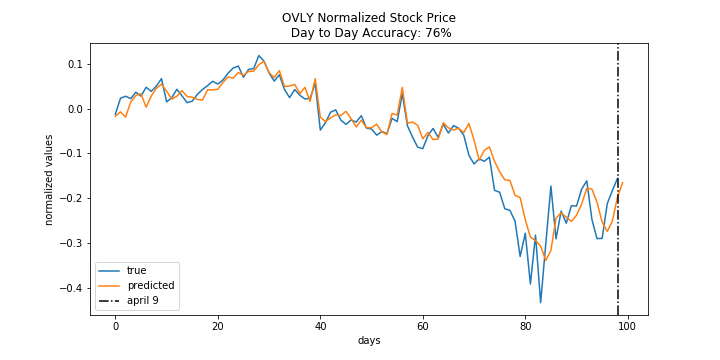 OVLY Normalized Stock Price
Day to Day Accuracy: 76%
normalized values
0.1
0.0
−0.1
−0.2
−0.3
−0.4
true
predicted
april 9
0 20 40 60 80 100
days